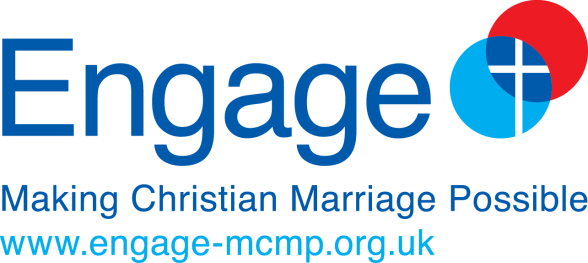 Engage
Making Christian Marriage Possible
www.engage-mcmp.org.uk